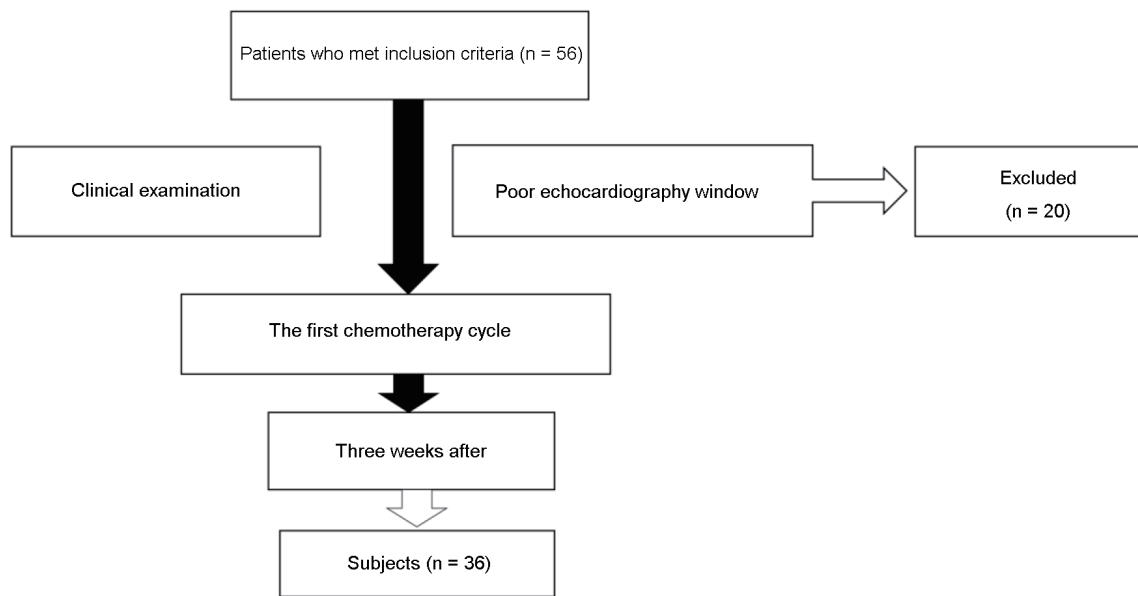 Patients who met inclusion criteria (n = 56)
Clinical examination
Poor echocardiography window
Excluded
(n = 20)
The first chemotherapy cycle
Three weeks after
Subjects (n = 36)